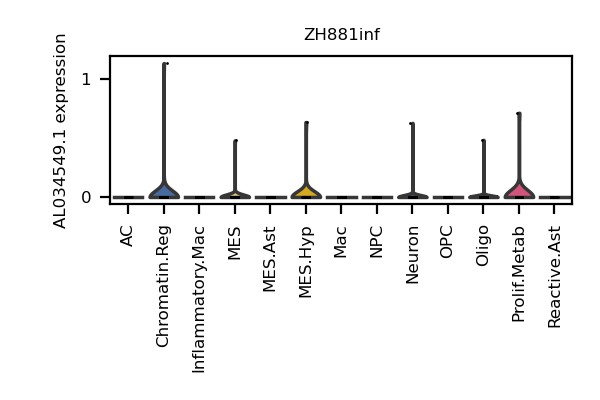 ZH881inf
AL034549.1 expression
1
0
AC
Chromatin.Reg
Inflammatory.Mac
MES
MES.Ast
MES.Hyp
Mac
NPC
Neuron
OPC
Oligo
Prolif.Metab
Reactive.Ast